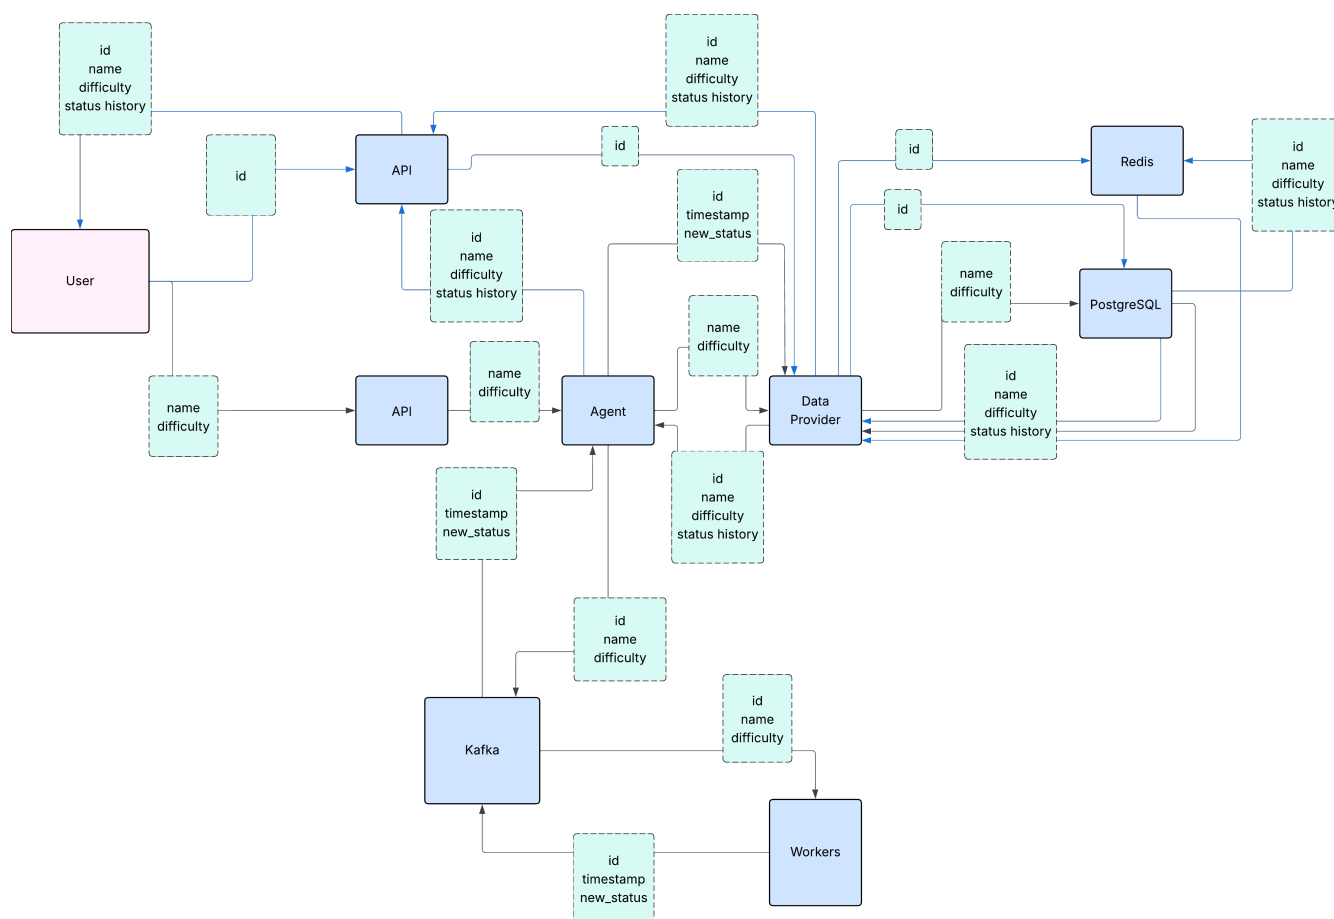 id
name
difficulty
status history
id
name
difficulty
status history
id
API
id
id
Redis
id
name
difficulty
status history
id
timestamp
new_status
id
id
name
difficulty
status history
User
name
difficulty
PostgreSQL
name
difficulty
name
difficulty
id
name
difficulty
status history
name
difficulty
API
Agent
Data
Provider
id
timestamp
new_status
id
name
difficulty
status history
id
name
difficulty
Kafka
id
name
difficulty
Workers
id
timestamp
new_status